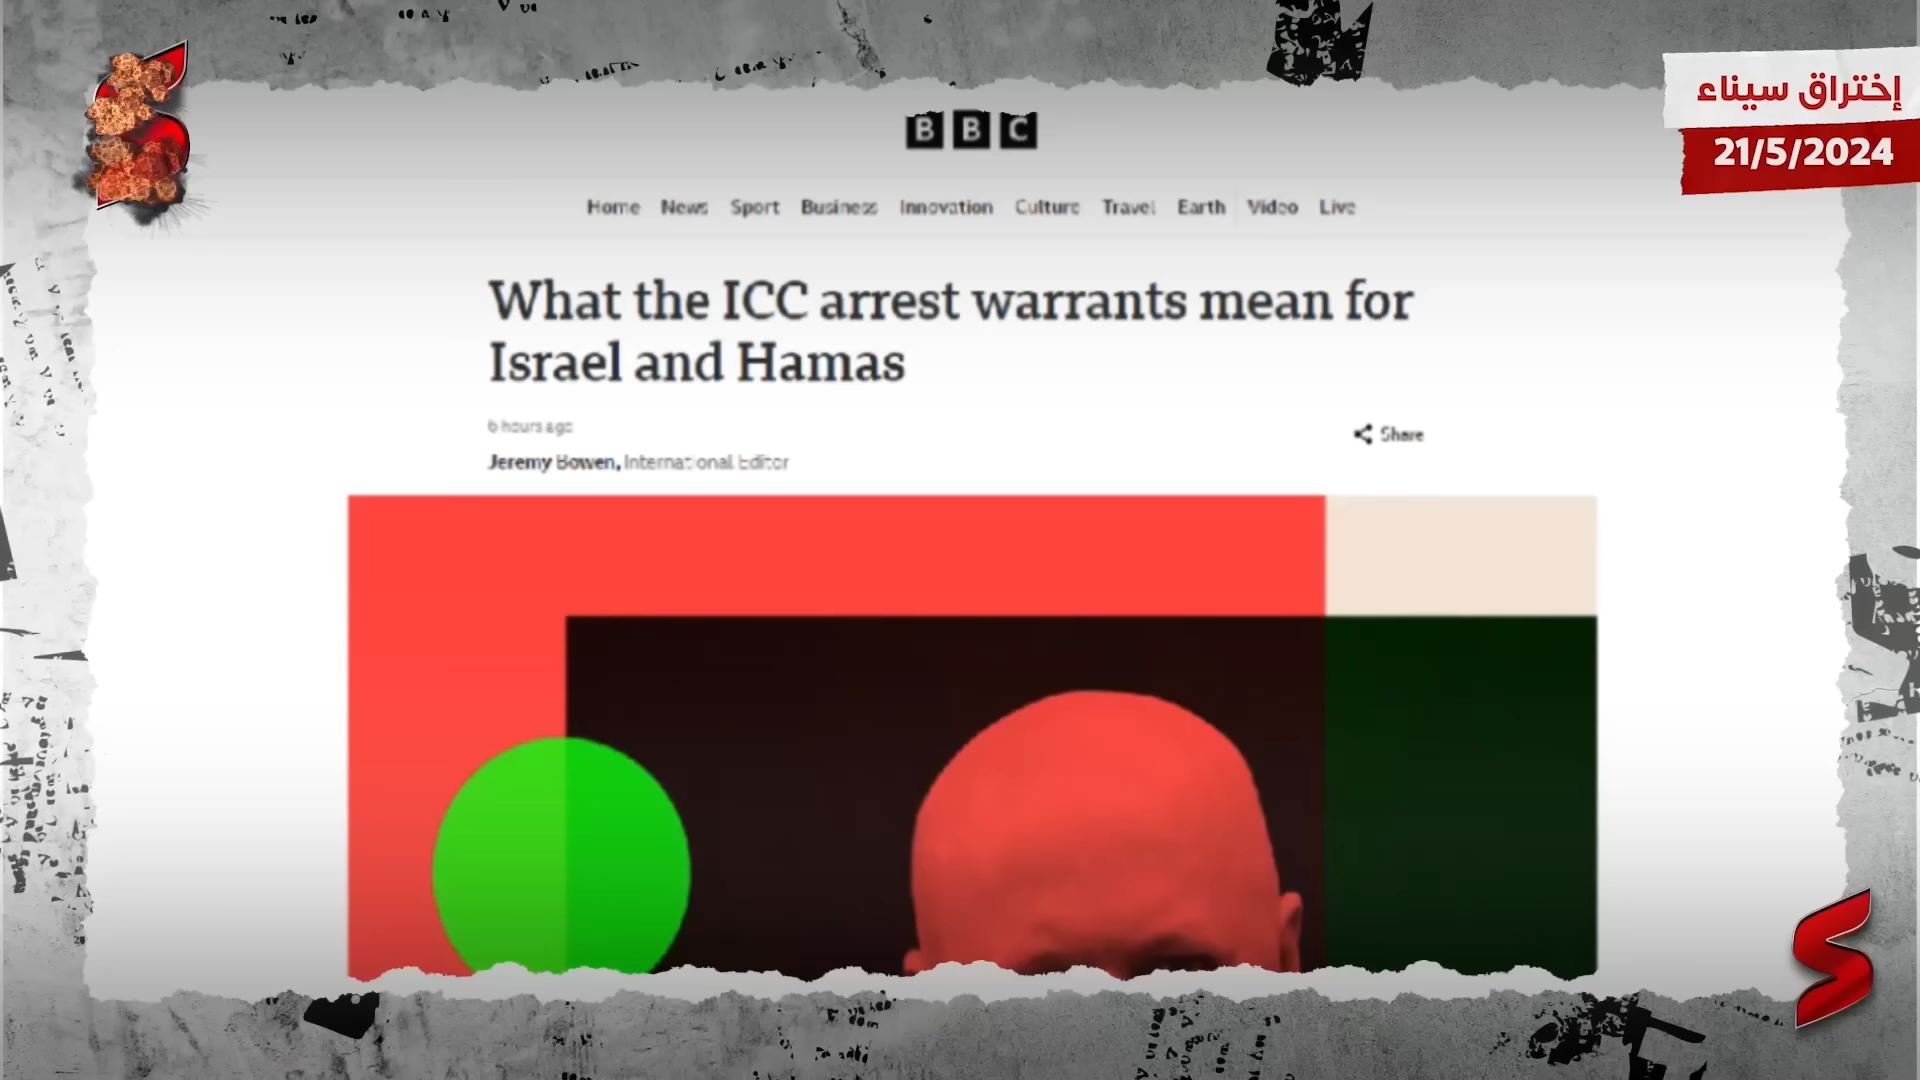 إختراق سيناء
21/5/2024
BBC
Home News Sport Business Innovation Culture Travel Earth Video Live
What the ICC arrest warrants mean for
Israel and Hamas
6 hours ago
Share
Jeremy Bowen, International Editor